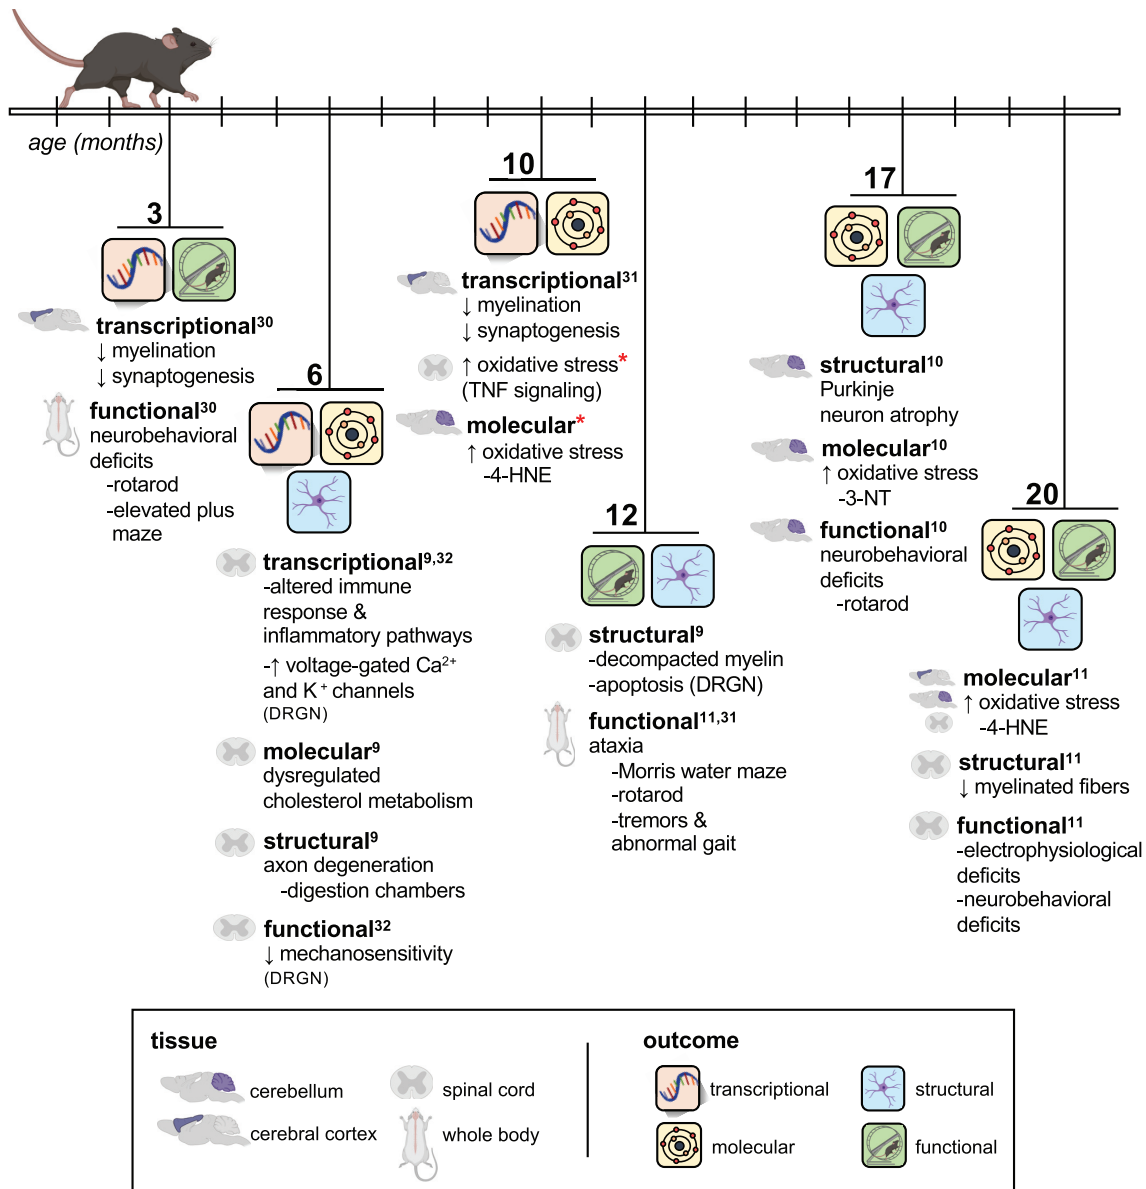 age (months)
3
transcriptional30
↓ myelination
↓ synaptogenesis
functional30
neurobehavioral
deficits
-rotarod
-elevated plus
maze
6
transcriptional9,32
-altered immune
response &
inflammatory pathways
-↑ voltage-gated Ca2+
and K+ channels
(DRGN)
molecular9
dysregulated
cholesterol metabolism
structural9
axon degeneration
-digestion chambers
functional32
↓ mechanosensitivity
(DRGN)
10
transcriptional31
↓ myelination
↓ synaptogenesis
↑ oxidative stress*
(TNF signaling)
molecular*
↑ oxidative stress
-4-HNE
12
structural9
-decompacted myelin
-apoptosis (DRGN)
functional11,31
ataxia
-Morris water maze
-rotarod
-tremors &
abnormal gait
17
structural10
Purkinje
neuron atrophy
molecular10
↑ oxidative stress
-3-NT
functional10
neurobehavioral
deficits
-rotarod
20
molecular11
↑ oxidative stress
-4-HNE
structural11
↓ myelinated fibers
functional11
-electrophysiological
deficits
-neurobehavioral
deficits
tissue
cerebellum
spinal cord
cerebral cortex
whole body
outcome
transcriptional
structural
molecular
functional